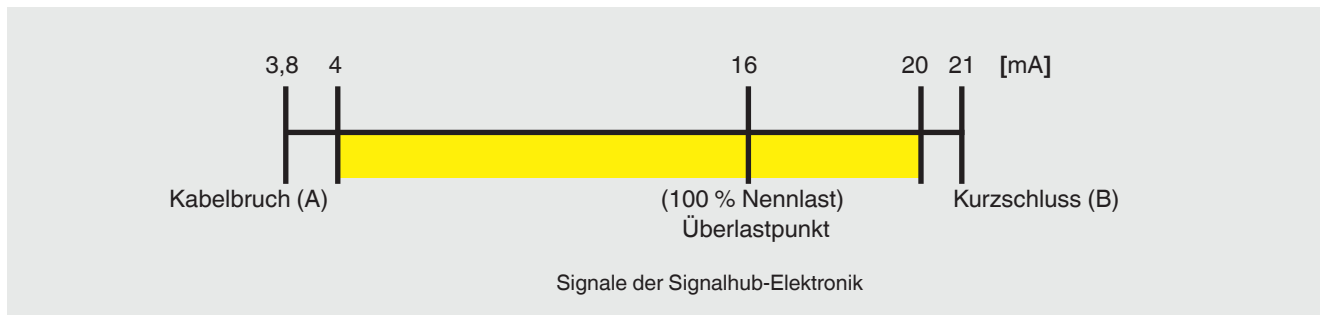 3,8 4 16 20 21 [mA]
Kabelbruch (A) (100 % Nennlast) Kurzschluss (B)
Überlastpunkt
Signale der Signalhub-Elektronik